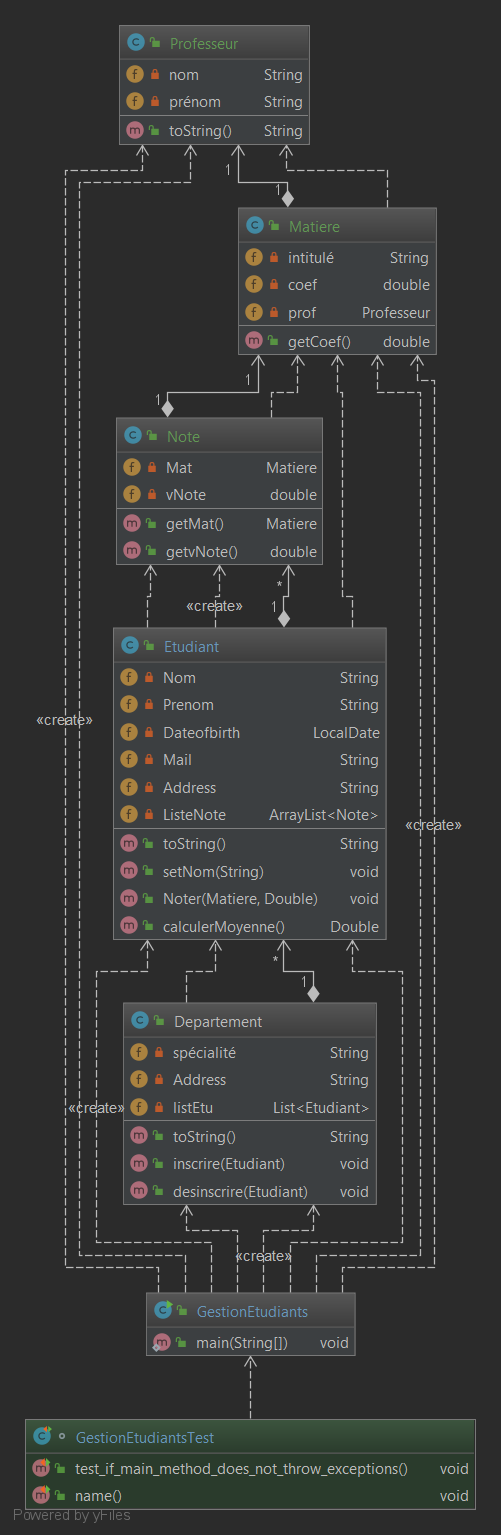 Professeur
nom String
prénom String
toString() String
1
1
Matiere
intitulé String
coef double
prof Professeur
getCoef() double
1
1
Note
Mat Matiere
vNote double
getMat() Matiere
getvNote() double
«create»
*
1
Etudiant
Nom String
Prenom String
«create»
Dateofbirth LocalDate
Mail String
Address String
ListeNote ArrayList<Note>
«create»
toString() String
setNom(String) void
Noter(Matiere, Double) void
calculerMoyenne() Double
*
1
Departement
spécialité String
Address String
«create»
listEtu List<Etudiant>
toString() String
inscrire(Etudiant) void
desinscrire(Etudiant) void
«create»
GestionEtudiants
main(String[]) void
GestionEtudiantsTest
test_if_main_method_does_not_throw_exceptions() void
name() void
Powered by yFiles